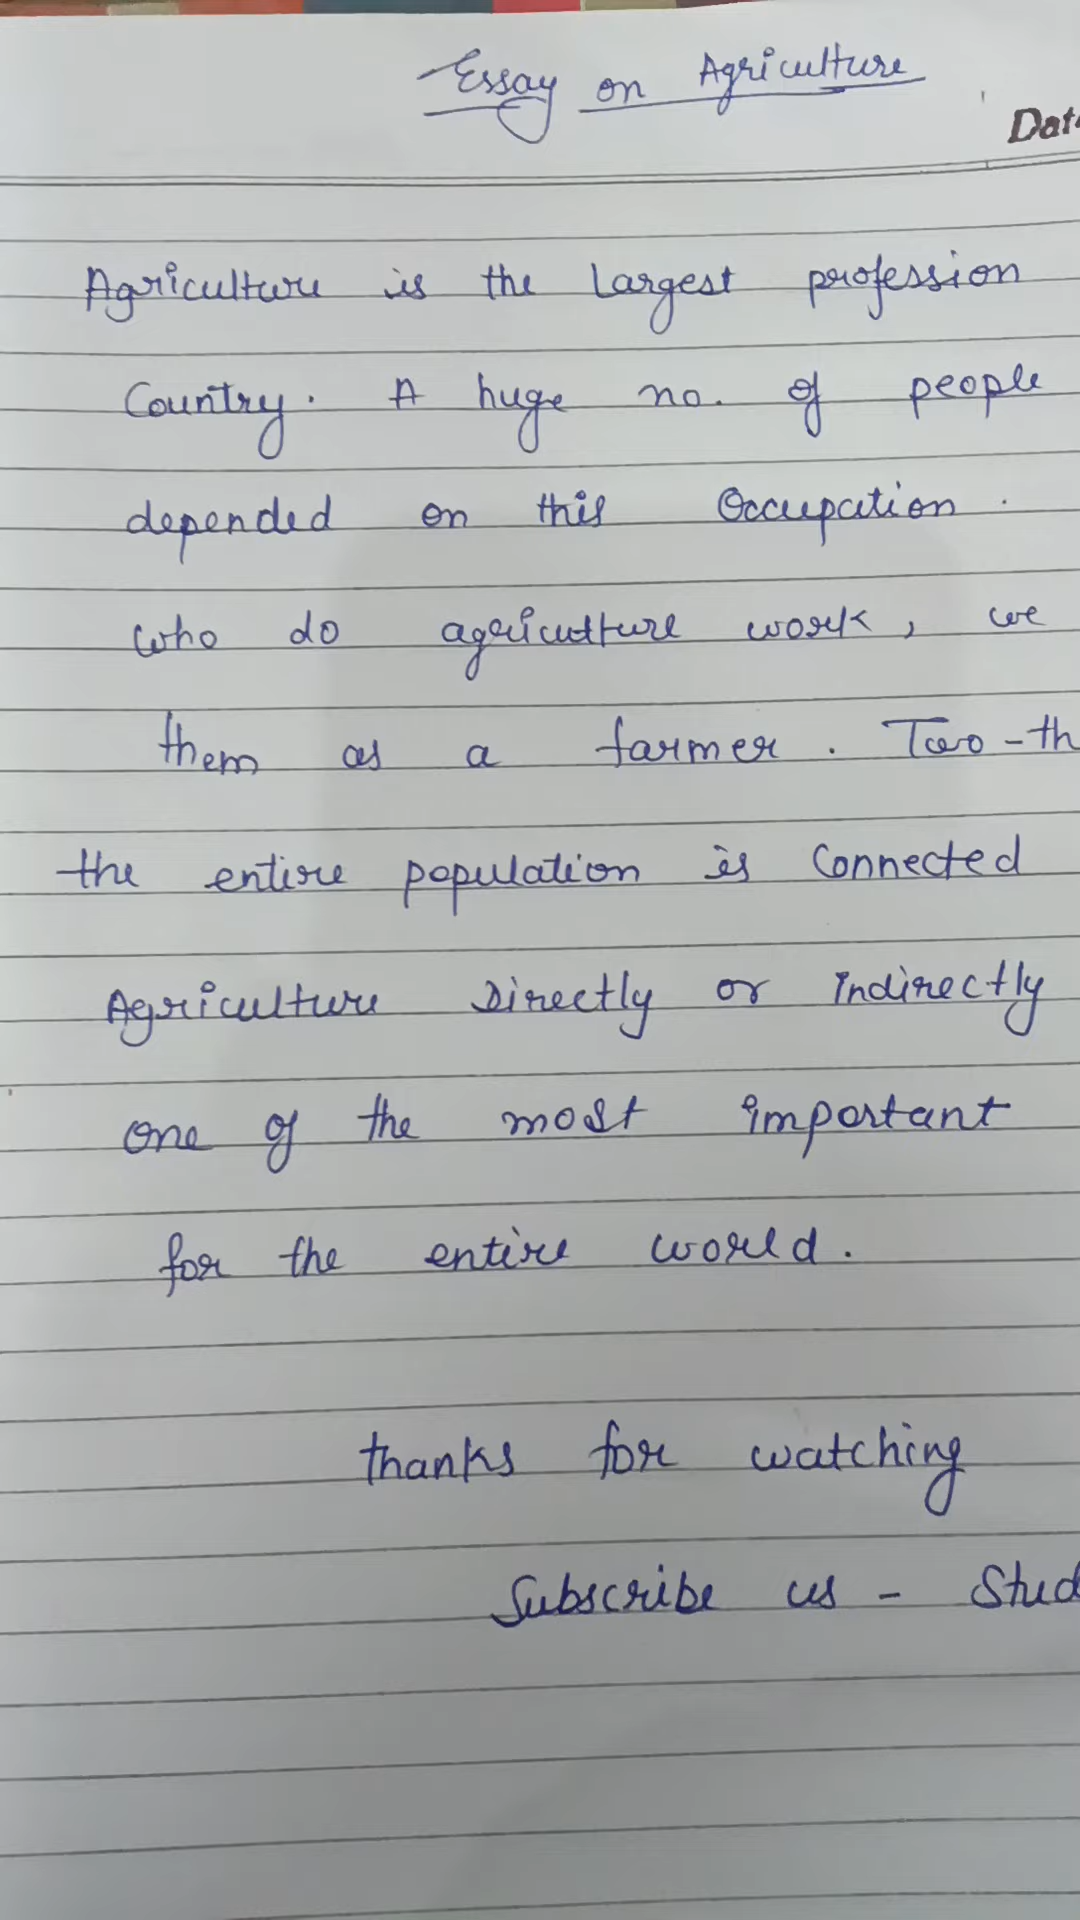 Essay on Agriculture
Date
Agriculture is the Largest profession
Country. A huge no. of people
depended on this Occupation.
who do agriculture work, we
them as a farmer. Two-th
the entire population is Connected
Agriculture Directly or Indirectly
one of the most important
for the entire world.
thanks for watching
Subscribe us - Stud